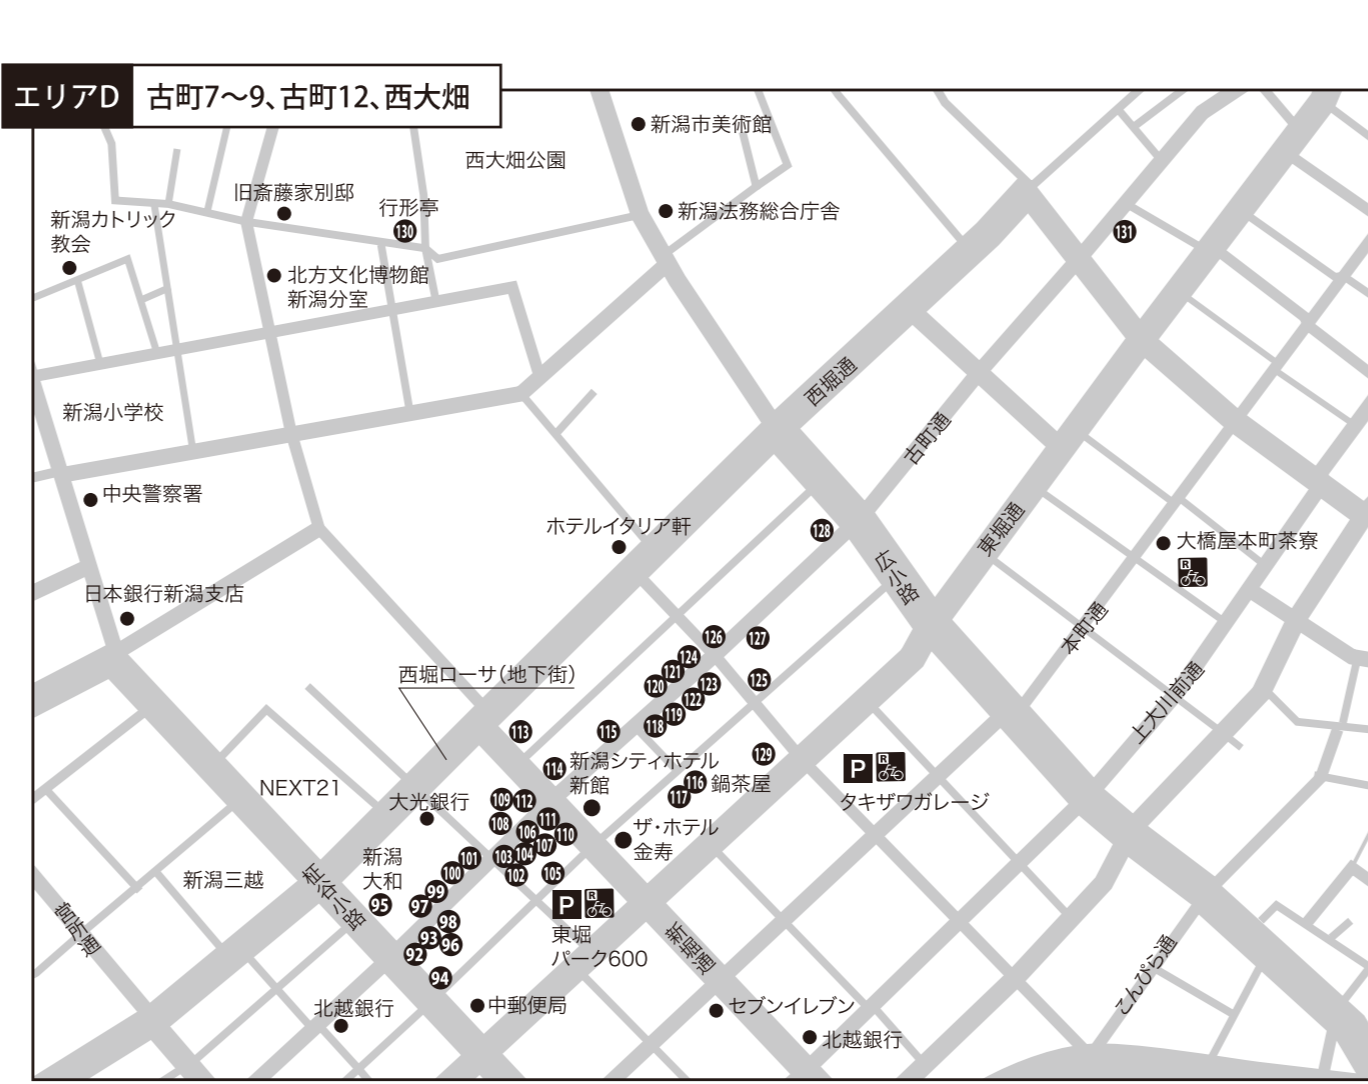 エリアD 古町7〜9、古町12、西大畑
新潟市美術館
西大畑公園
旧斎藤家別邸
行形亭
130
新潟法務総合庁舎
新潟カトリック
教会
131
北方文化博物館
新潟分室
西堀通
新潟小学校
古町通
中央警察署
ホテルイタリア軒
128
東堀通
大橋屋本町茶寮
R
広小路
日本銀行新潟支店
本町通
126
127
124
121
120
123
125
122
西堀ローサ(地下街)
上大川前通
119
118
113
115
129
114
新潟シティホテル
新館
116
鍋茶屋
117
P R
タキザワガレージ
NEXT21
大光銀行
109
112
108
111
106
110
107
ザ・ホテル
金寿
103
104
101
102
105
100
新潟
大和
95
99
97
新潟三越
柾谷小路
P R
東堀
パーク600
98
93
96
92
94
営所通
新堀通
こんぴら通
北越銀行
中郵便局
セブンイレブン
北越銀行